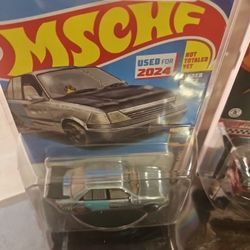 MSCHF
USED FOR
2024
NOT
TOTALED
YET